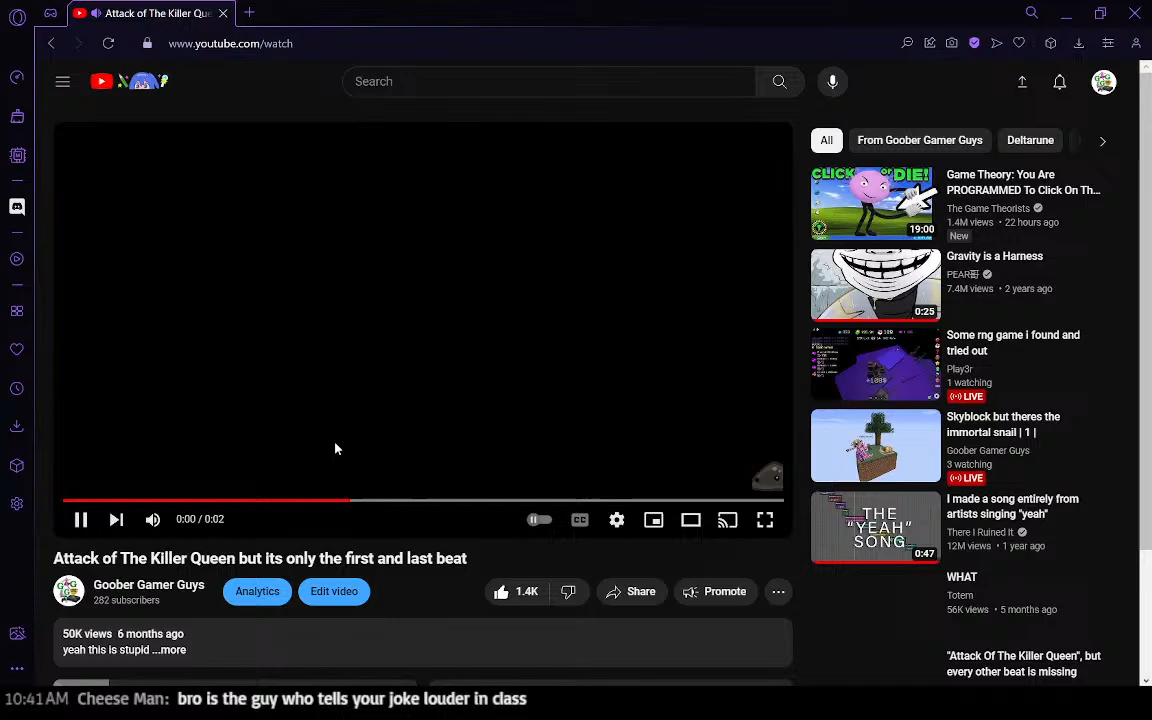 Attack of The Killer Que
www.youtube.com/watch
Search
All
From Goober Gamer Guys
Deltarune
CLICK OR DIE!
19:00
Game Theory: You Are
PROGRAMMED To Click On Th...
The Game Theorists
1.4M views • 22 hours ago
New
0:25
Gravity is a Harness
PEAR哥
7.4M views • 2 years ago
Some rng game i found and
tried out
Play3r
1 watching
LIVE
Skyblock but theres the
immortal snail | 1 |
Goober Gamer Guys
3 watching
LIVE
THE
"YEAH"
SONG
0:47
I made a song entirely from
artists singing "yeah"
There I Ruined It
12M views • 1 year ago
WHAT
Totem
56K views • 5 months ago
"Attack Of The Killer Queen", but
every other beat is missing
0:00 / 0:02
CC
Attack of The Killer Queen but its only the first and last beat
Goober Gamer Guys
282 subscribers
Analytics
Edit video
1.4K
Share
Promote
50K views 6 months ago
yeah this is stupid ...more
10:41AM Cheese Man: bro is the guy who tells your joke louder in class